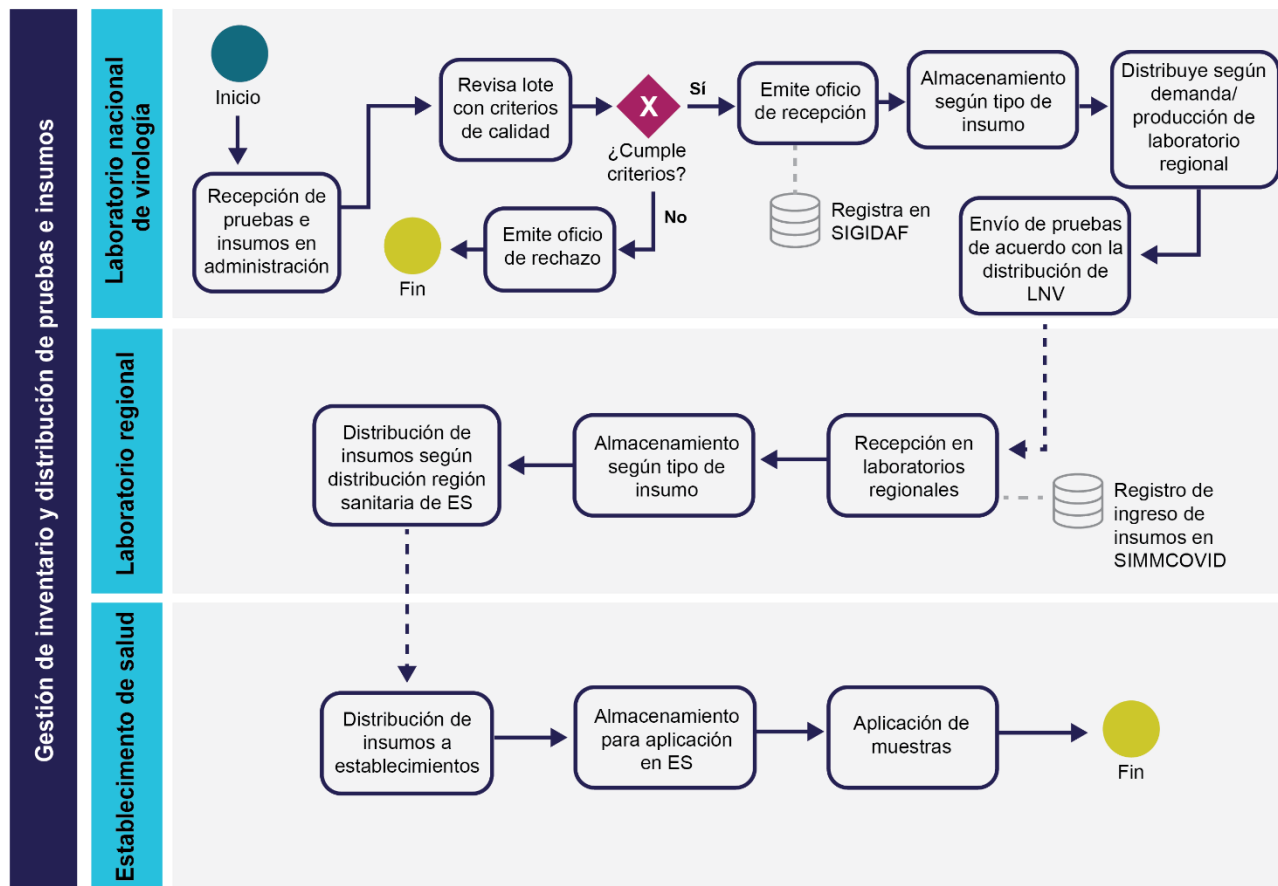 Gestión de inventario y distribución de pruebas e insumos
Laboratorio nacional
de virología
Inicio
Recepción de
pruebas e
insumos en
administración
Revisa lote
con criterios
de calidad
X
¿Cumple
criterios?
Sí
No
Emite oficio
de rechazo
Fin
Emite oficio
de recepción
Registra en
SIGIDAF
Almacenamiento
según tipo de
insumo
Distribuye según
demanda/
producción de
laboratorio regional
Envío de pruebas
de acuerdo con la
distribución de
LNV
Laboratorio regional
Recepción en
laboratorios
regionales
Registro de
ingreso de
insumos en
SIMMCOVID
Almacenamiento
según tipo de
insumo
Distribución de
insumos según
distribución región
sanitaria de ES
Establecimento de salud
Distribución de
insumos a
establecimientos
Almacenamiento
para aplicación
en ES
Aplicación de
muestras
Fin